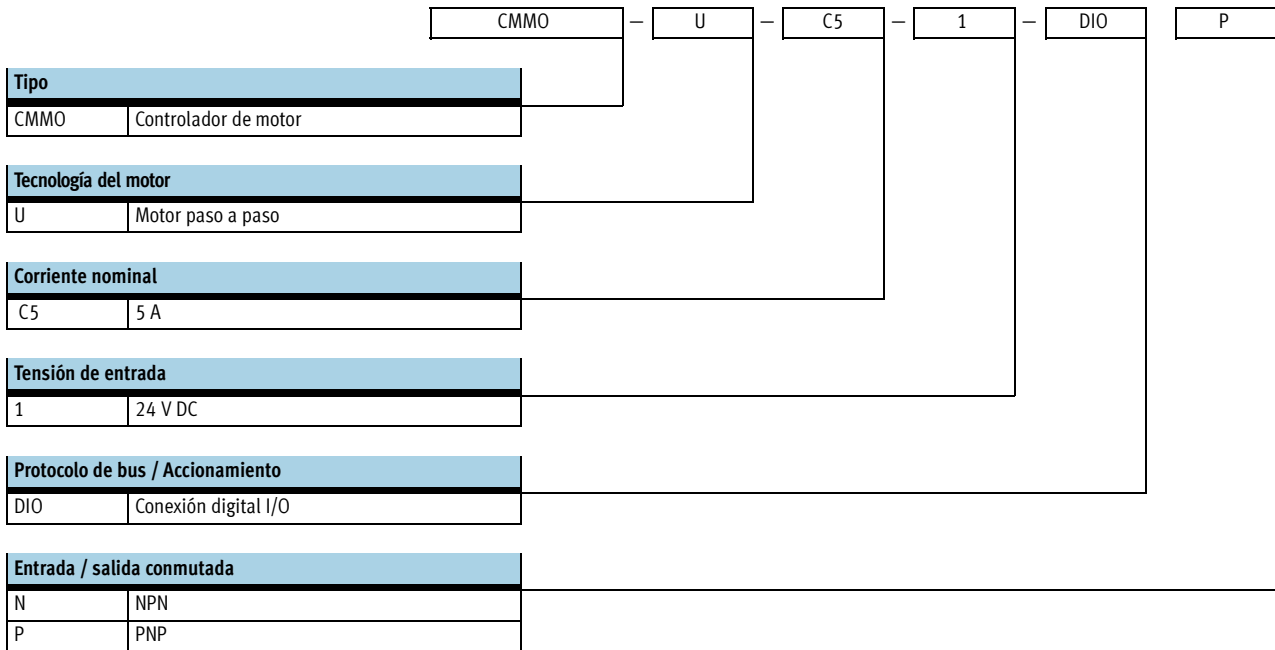 CMMO — U — C5 — 1 — DIO P
Tipo
CMMO Controlador de motor
Tecnología del motor
U Motor paso a paso
Corriente nominal
C5 5 A
Tensión de entrada
1 24 V DC
Protocolo de bus / Accionamiento
DIO Conexión digital I/O
Entrada / salida conmutada
N NPN
P PNP